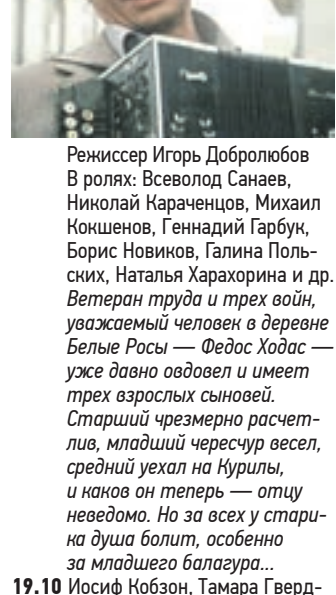 Режиссер Игорь Добролюбов
В ролях: Всеволод Санаев,
Николай Караченцов, Михаил
Кокшенов, Геннадий Гарбук,
Борис Новиков, Галина Поль-
ских, Наталья Харахорина и др.
Ветеран труда и трех войн,
уважаемый человек в деревне
Белые Росы — Федос Ходас —
уже давно овдовел и имеет
трех взрослых сыновей.
Старший чрезмерно расчет-
лив, младший чересчур весел,
средний уехал на Курилы,
и каков он теперь — отцу
неведомо. Но за всех у стари-
ка душа болит, особенно
за младшего балагура...
19.10 Иосиф Кобзон, Тамара Гверд-